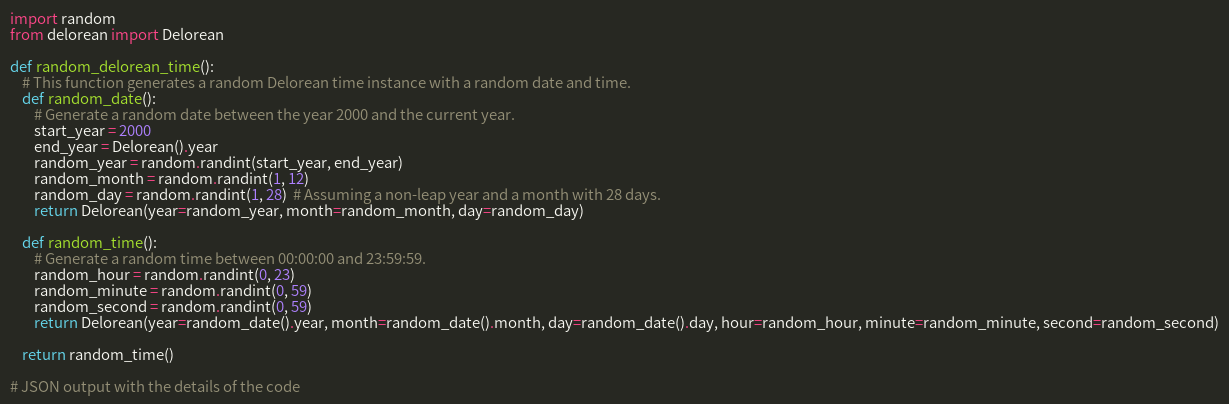 import random
from delorean import Delorean
def random_delorean_time():
# This function generates a random Delorean time instance with a random date and time.
def random_date():
# Generate a random date between the year 2000 and the current year.
start_year = 2000
end_year = Delorean().year
random_year = random.randint(start_year, end_year)
random_month = random.randint(1, 12)
random_day = random.randint(1, 28) # Assuming a non-leap year and a month with 28 days.
return Delorean(year=random_year, month=random_month, day=random_day)
def random_time():
# Generate a random time between 00:00:00 and 23:59:59.
random_hour = random.randint(0, 23)
random_minute = random.randint(0, 59)
random_second = random.randint(0, 59)
return Delorean(year=random_date().year, month=random_date().month, day=random_date().day, hour=random_hour, minute=random_minute, second=random_second)
return random_time()
# JSON output with the details of the code